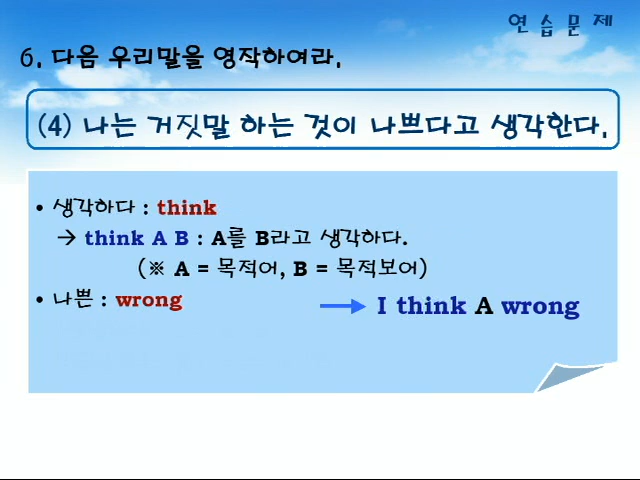 연습문제
6. 다음 우리말을 영작하여라.
(4) 나는 거짓말 하는 것이 나쁘다고 생각한다.
• 생각하다 : think
→ think A B : A를 B라고 생각하다.
(※ A = 목적어, B = 목적보어)
• 나쁜 : wrong
→ I think A wrong